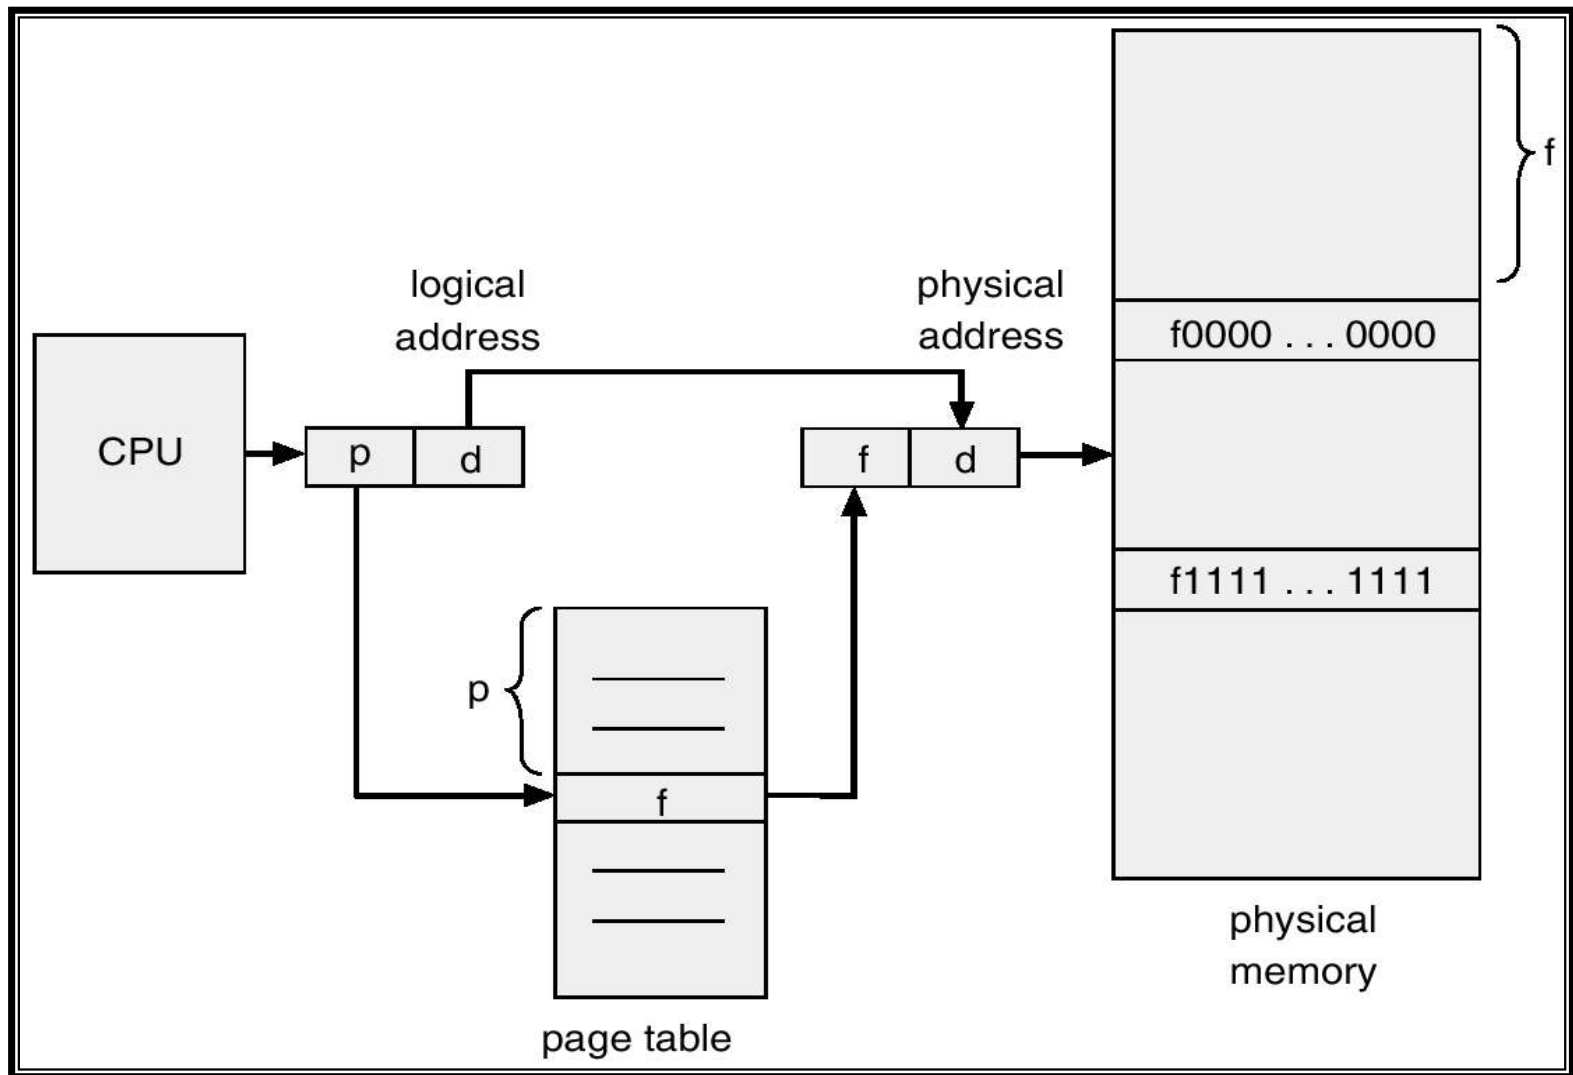 f
logical
address
physical
address
f0000 . . . 0000
CPU
p
d
f
d
f1111 . . . 1111
p
f
physical
memory
page table